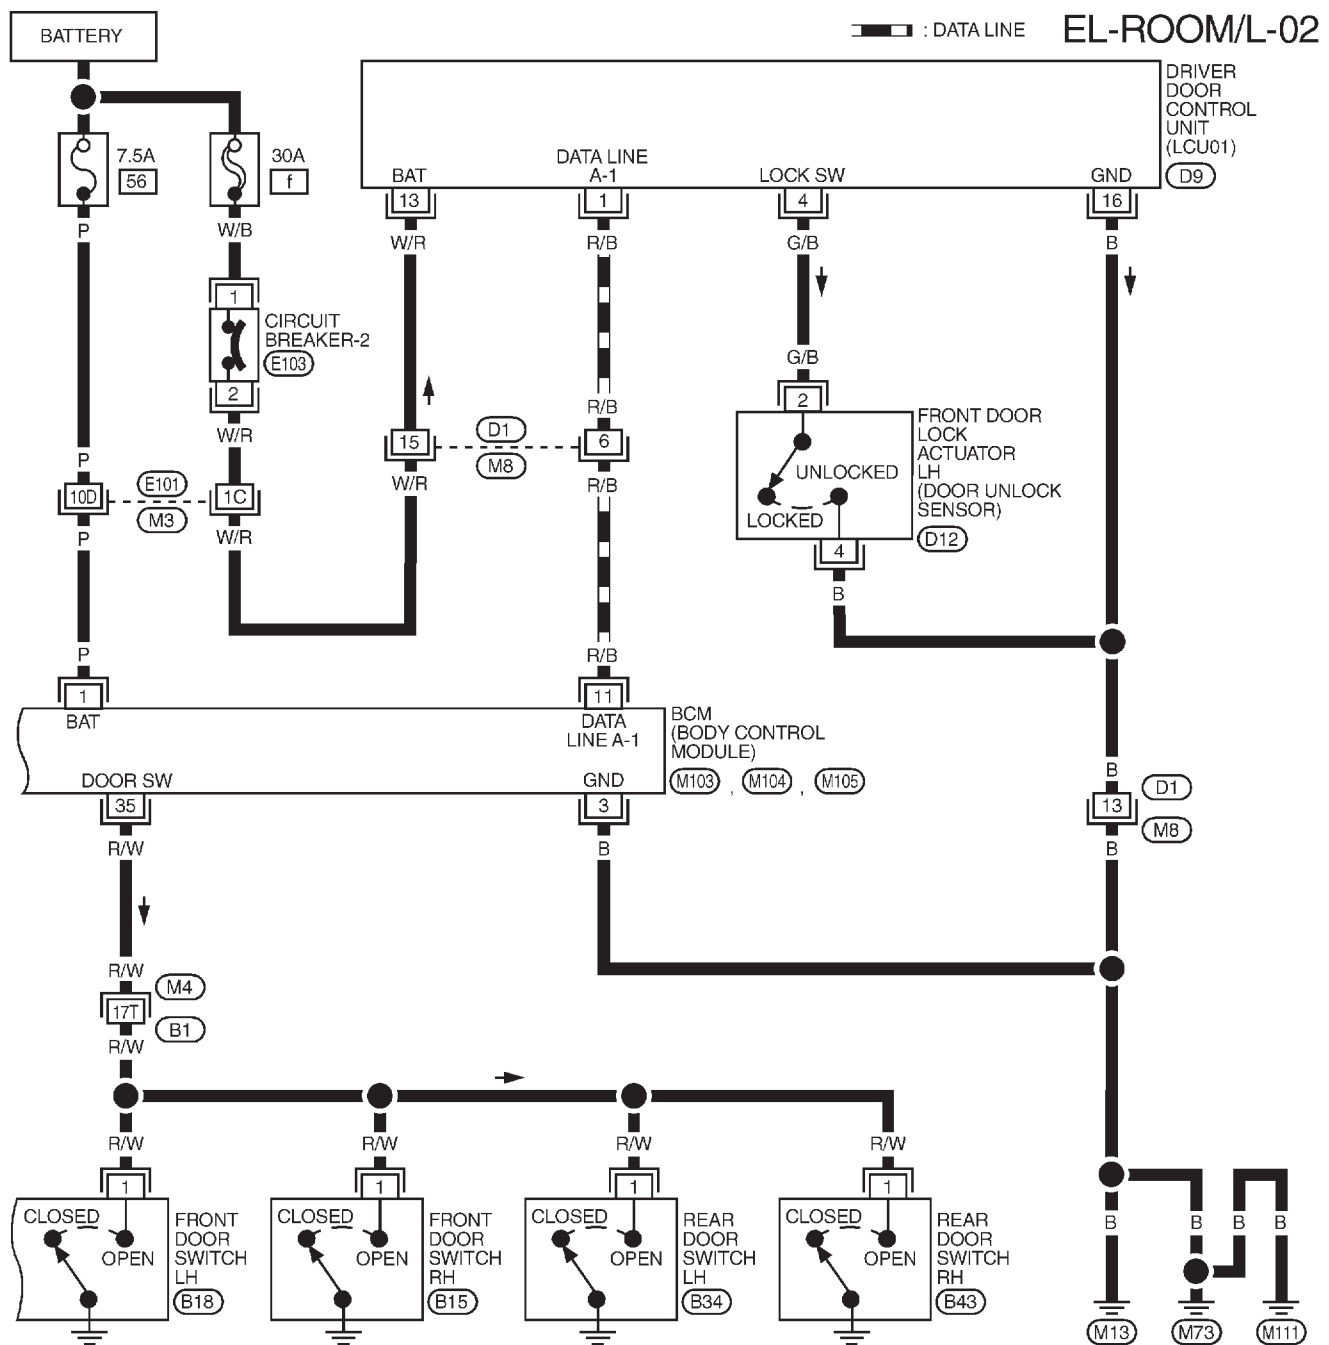 BATTERY
: DATA LINE
EL-ROOM/L-02
DRIVER
DOOR
CONTROL
UNIT
(LCU01)
D9
7.5A
56
30A
f
BAT
DATA LINE
A-1
LOCK SW
GND
13
1
4
16
P
W/B
W/R
R/B
G/B
B
1
CIRCUIT
BREAKER-2
E103
2
W/R
G/B
2
R/B
FRONT DOOR
LOCK
ACTUATOR
LH
(DOOR UNLOCK
SENSOR)
D12
UNLOCKED
LOCKED
4
B
15
D1
M8
6
W/R
R/B
P
10D
E101
M3
1C
P
W/R
P
R/B
1
11
BAT
DATA
LINE A-1
BCM
(BODY CONTROL
MODULE)
M103 , M104 , M105
DOOR SW
GND
35
3
R/W
B
B
13
D1
M8
B
R/W
17T
M4
B1
R/W
R/W
R/W
R/W
R/W
1
1
1
1
CLOSED
OPEN
FRONT
DOOR
SWITCH
LH
B18
CLOSED
OPEN
FRONT
DOOR
SWITCH
RH
B15
CLOSED
OPEN
REAR
DOOR
SWITCH
LH
B34
CLOSED
OPEN
REAR
DOOR
SWITCH
RH
B43
B
B
B
B
M13
M73
M111